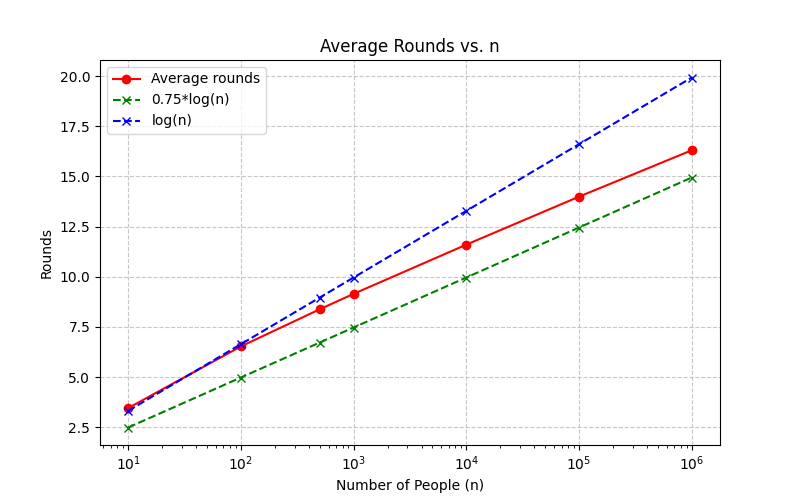 Average Rounds vs. n
Average rounds
0.75*log(n)
log(n)
Rounds
20.0
17.5
15.0
12.5
10.0
7.5
5.0
2.5
10¹ 10² 10³ 10⁴ 10⁵ 10⁶
Number of People (n)